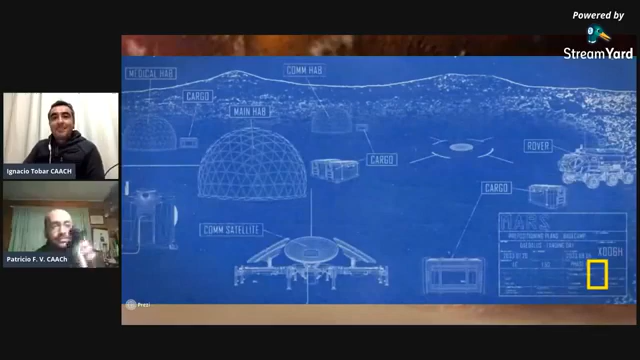 Powered by
StreamYard
MEDICAL HAB
COMM HAB
CARGO
MAIN HAB
CARGO
ROVER
CARGO
COMM SATELLITE
MARS
Ignacio Tobar CAACH
Patricio F. V. CAACh
Prezi